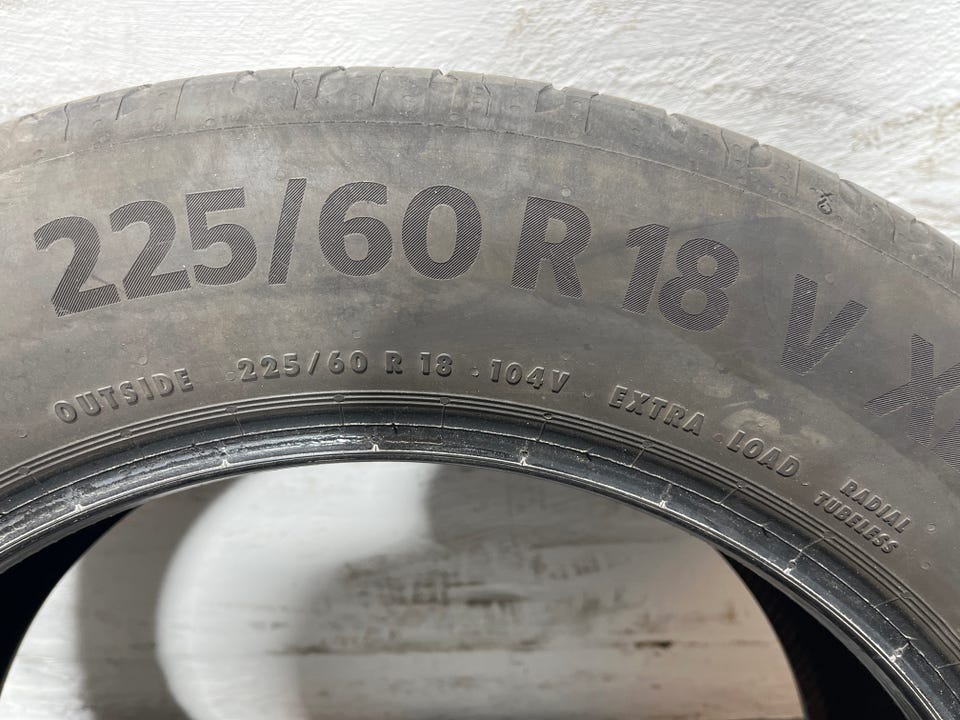 225/60 R 18 V
OUTSIDE 225/60 R 18 104V EXTRA LOAD
RADIAL
TUBELESS